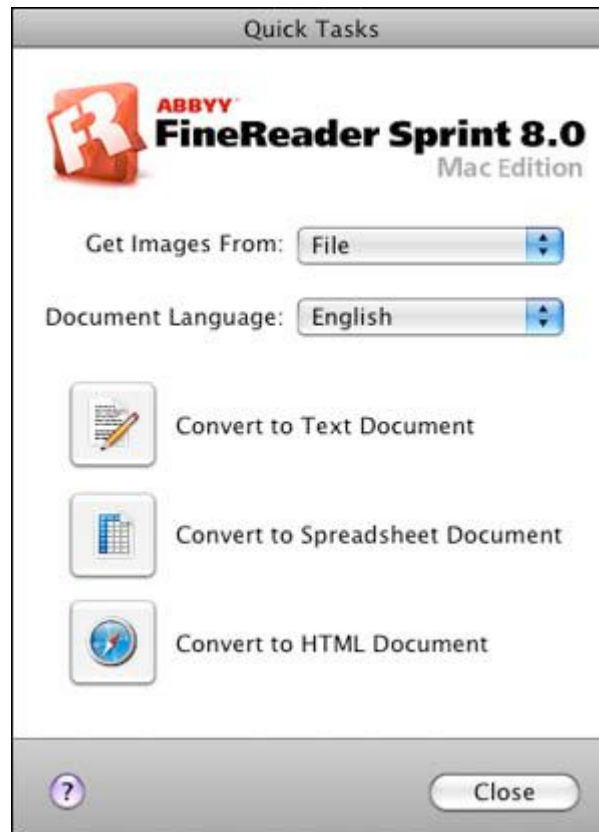 Quick Tasks
ABBYY™
FineReader Sprint 8.0
Mac Edition
Get Images From: File
Document Language: English
Convert to Text Document
Convert to Spreadsheet Document
Convert to HTML Document
? Close